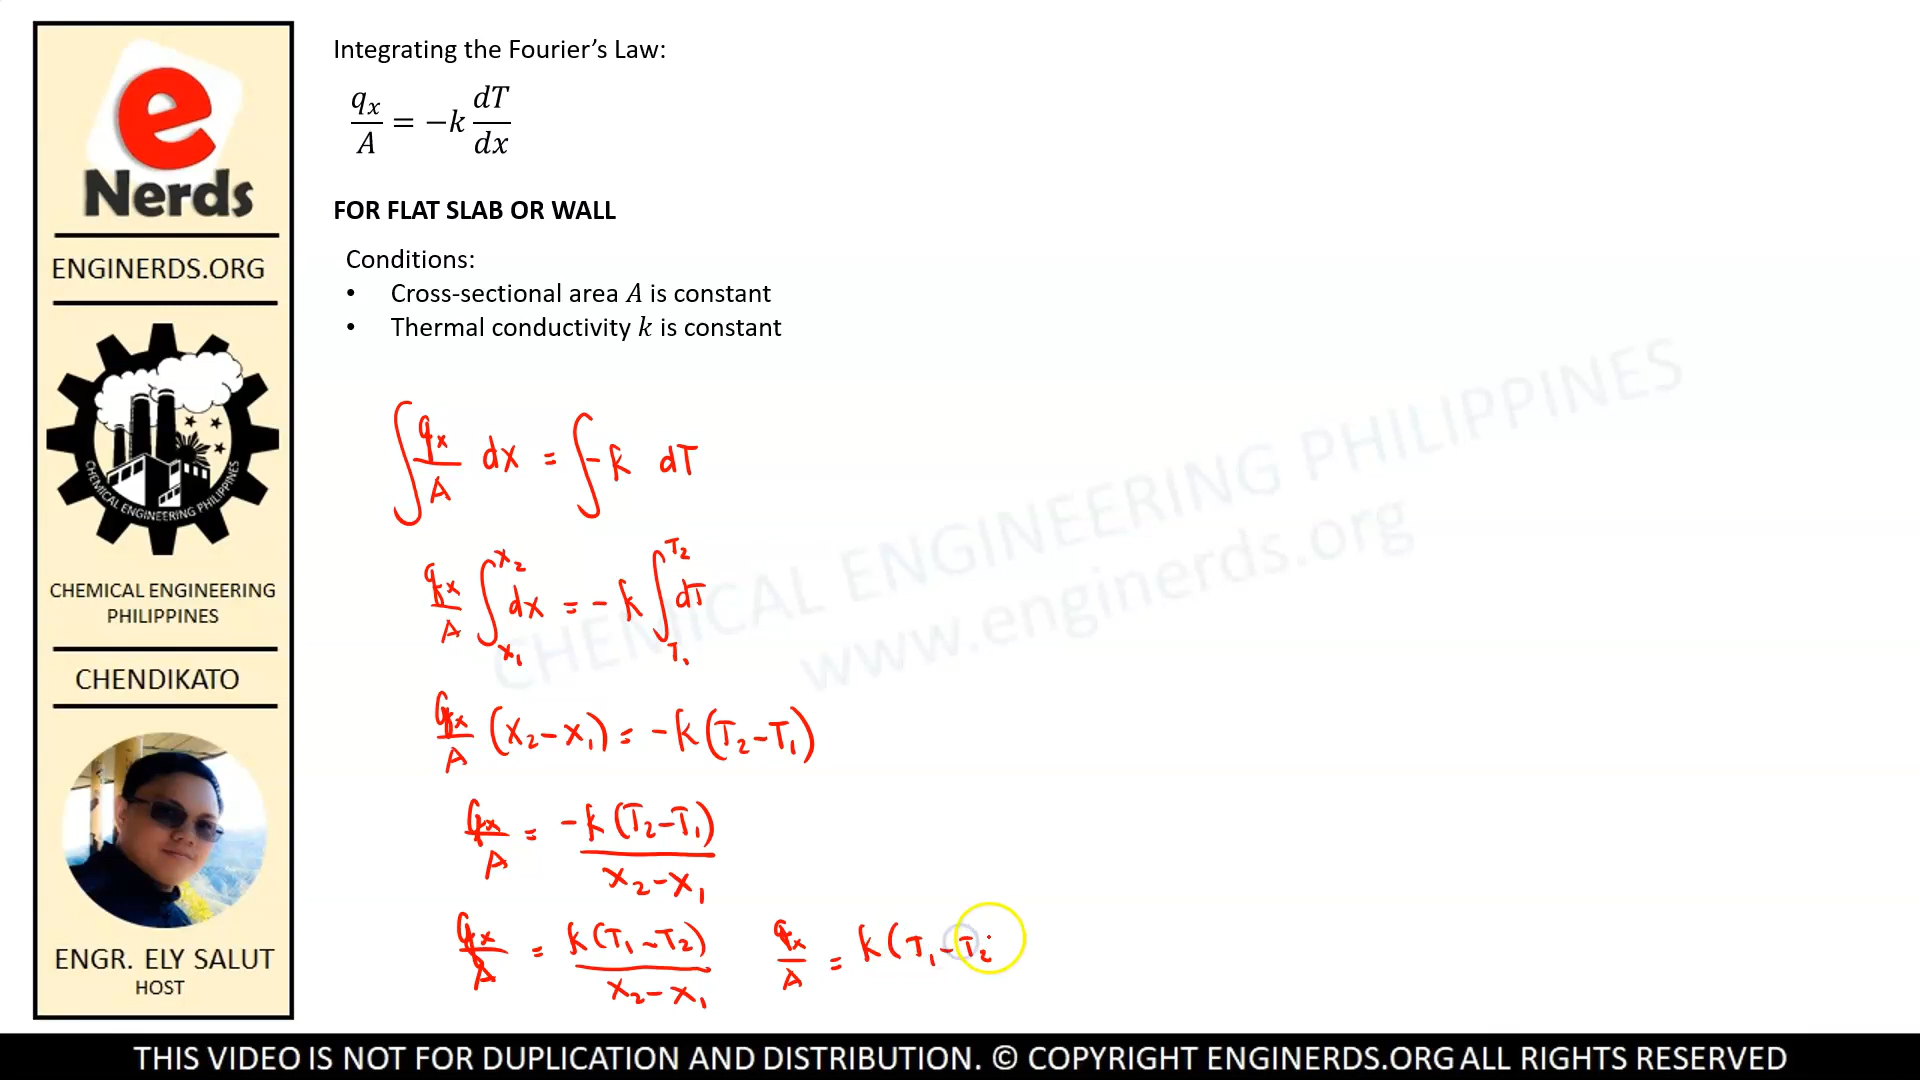 e
Nerds
ENGINERDS.ORG
CHEMICAL ENGINEERING PHILIPPINES
CHEMICAL ENGINEERING
PHILIPPINES
CHENDIKATO
ENGR. ELY SALUT
HOST
Integrating the Fourier’s Law:
qₓ/A = −k dT/dx
FOR FLAT SLAB OR WALL
Conditions:
• Cross-sectional area A is constant
• Thermal conductivity k is constant
∫ qₓ/A dx = ∫ -k dT
qₓ/A ∫_{x₁}^{x₂} dx = -k ∫_{T₁}^{T₂} dT
qₓ/A (x₂-x₁) = -k (T₂-T₁)
qₓ/A = -k (T₂-T₁)/(x₂-x₁)
qₓ/A = k(T₁-T₂)/(x₂-x₁)
qₓ/A = k(T₁-T₂
CHEMICAL ENGINEERING PHILIPPINES
www.enginerds.org
THIS VIDEO IS NOT FOR DUPLICATION AND DISTRIBUTION. © COPYRIGHT ENGINERDS.ORG ALL RIGHTS RESERVED